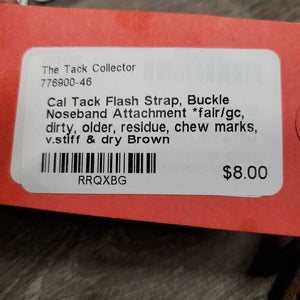 The Tack Collector
776900-46
Cal Tack Flash Strap, Buckle
Noseband Attachment *fair/gc,
dirty, older, residue, chew marks,
v.stiff & dry Brown
RRQXBG
$8.00